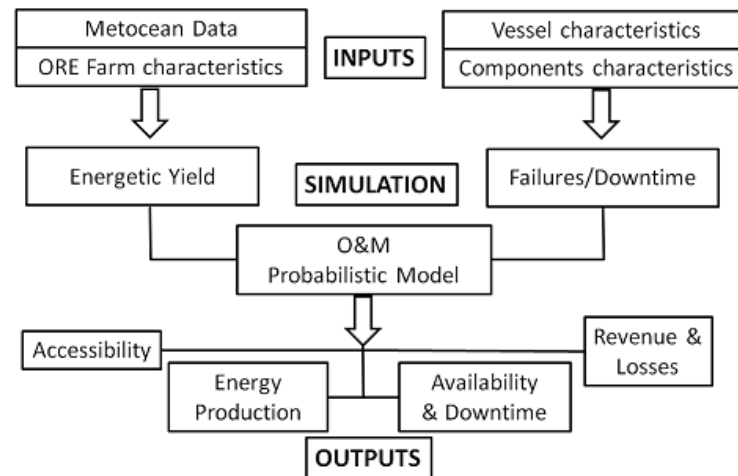 Metocean Data
ORE Farm characteristics
INPUTS
Vessel characteristics
Components characteristics
Energetic Yield
SIMULATION
Failures/Downtime
O&M
Probabilistic Model
Accessibility
Revenue &
Losses
Energy
Production
Availability
& Downtime
OUTPUTS